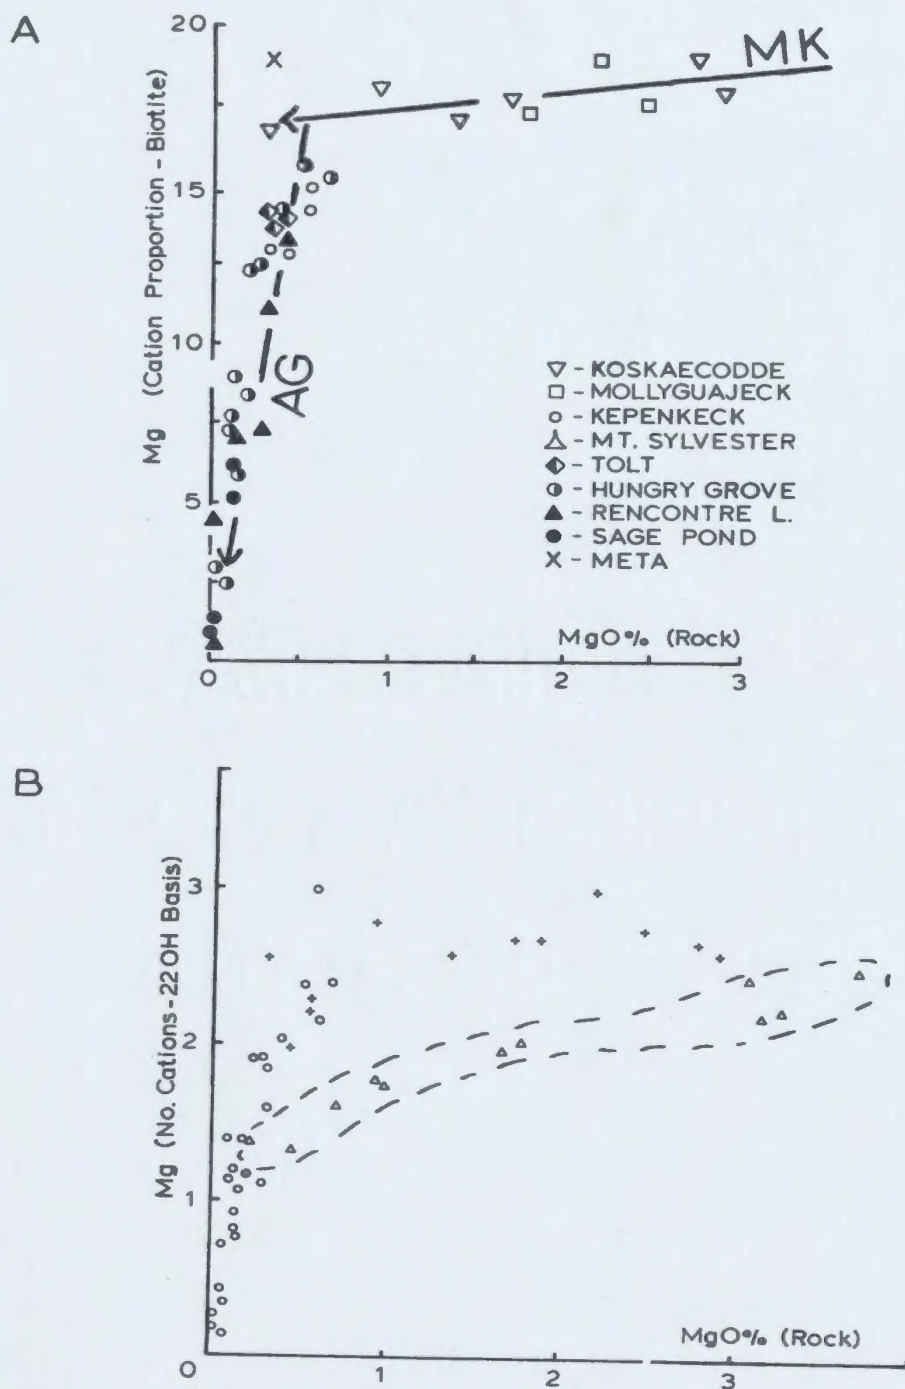 A
20
15
10
5
Mg (Cation Proportion - Biotite)
MK
AG
▽ - KOSKAECODDE
□ - MOLLYGUAJECK
○ - KEPENKECK
△ - MT. SYLVESTER
◆ - TOLT
◑ - HUNGRY GROVE
▲ - RENCONTRE L.
● - SAGE POND
X - META
MgO% (Rock)
0 1 2 3
B
3
2
1
0
Mg (No. Cations - 22OH Basis)
MgO% (Rock)
1 2 3